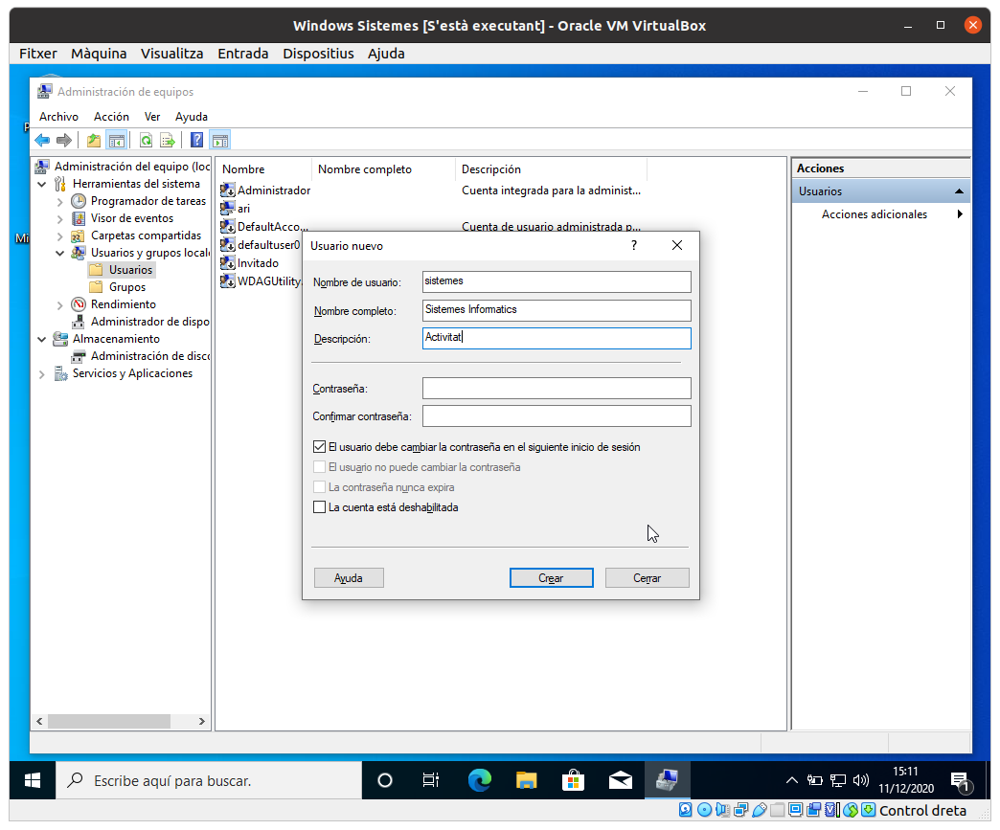 Windows Sistemes [S'està executant] - Oracle VM VirtualBox
Fitxer Màquina Visualitza Entrada Dispositius Ajuda
Administración de equipos
Archivo Acción Ver Ayuda
Administración del equipo (loc
Herramientas del sistema
Programador de tareas
Visor de eventos
Carpetas compartidas
Usuarios y grupos locale
Usuarios
Grupos
Rendimiento
Administrador de dispo
Almacenamiento
Administración de disco
Servicios y Aplicaciones
Nombre Nombre completo Descripción
Administrador Cuenta integrada para la administ...
ari
DefaultAcco... Cuenta de usuario administrada p...
defaultuser0
Invitado
WDAGUtility
Acciones
Usuarios
Acciones adicionales
Usuario nuevo ?
Nombre de usuario: sistemes
Nombre completo: Sistemes Informatics
Descripción: Activitat
Contraseña:
Confirmar contraseña:
El usuario debe cambiar la contraseña en el siguiente inicio de sesión
El usuario no puede cambiar la contraseña
La contraseña nunca expira
La cuenta está deshabilitada
Ayuda Crear Cerrar
Mi
Escribe aquí para buscar.
15:11
11/12/2020
1
Control dreta